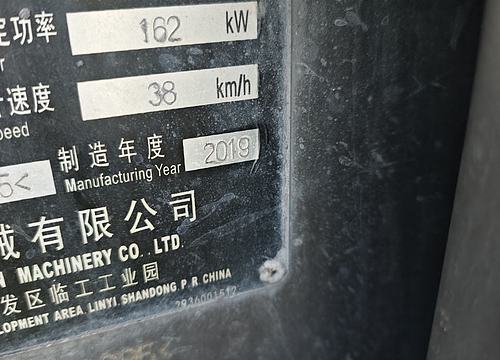 定功率 162 kW
r
速度 38 km/h
peed
制造年度 2019
5< Manufacturing Year
械有限公司
N MACHINERY CO., LTD.
发区临工工业园
LOPMENT AREA, LINYI, SHANDONG, P. R. CHINA
2936001512